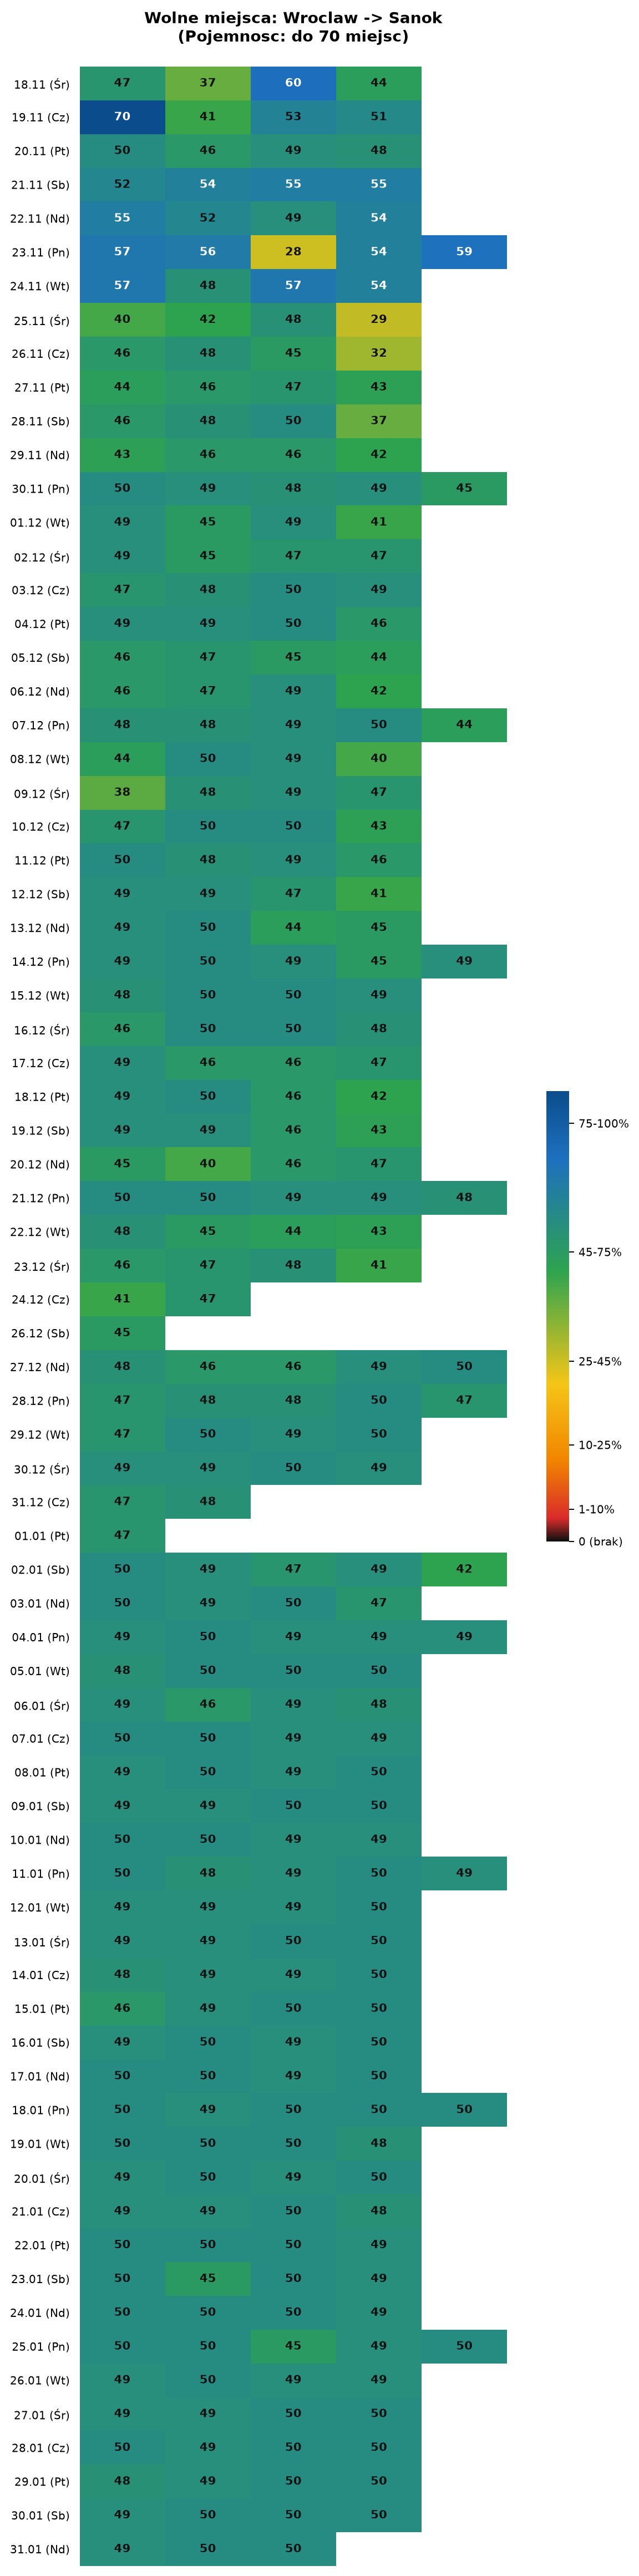 Wolne miejsca: Wroclaw -> Sanok
(Pojemnosc: do 70 miejsc)
18.11 (Śr) 47 37 60 44
19.11 (Cz) 70 41 53 51
20.11 (Pt) 50 46 49 48
21.11 (Sb) 52 54 55 55
22.11 (Nd) 55 52 49 54
23.11 (Pn) 57 56 28 54 59
24.11 (Wt) 57 48 57 54
25.11 (Śr) 40 42 48 29
26.11 (Cz) 46 48 45 32
27.11 (Pt) 44 46 47 43
28.11 (Sb) 46 48 50 37
29.11 (Nd) 43 46 46 42
30.11 (Pn) 50 49 48 49 45
01.12 (Wt) 49 45 49 41
02.12 (Śr) 49 45 47 47
03.12 (Cz) 47 48 50 49
04.12 (Pt) 49 49 50 46
05.12 (Sb) 46 47 45 44
06.12 (Nd) 46 47 49 42
07.12 (Pn) 48 48 49 50 44
08.12 (Wt) 44 50 49 40
09.12 (Śr) 38 48 49 47
10.12 (Cz) 47 50 50 43
11.12 (Pt) 50 48 49 46
12.12 (Sb) 49 49 47 41
13.12 (Nd) 49 50 44 45
14.12 (Pn) 49 50 49 45 49
15.12 (Wt) 48 50 50 49
16.12 (Śr) 46 50 50 48
17.12 (Cz) 49 46 46 47
18.12 (Pt) 49 50 46 42
19.12 (Sb) 49 49 46 43
20.12 (Nd) 45 40 46 47
21.12 (Pn) 50 50 49 49 48
22.12 (Wt) 48 45 44 43
23.12 (Śr) 46 47 48 41
24.12 (Cz) 41 47
26.12 (Sb) 45
27.12 (Nd) 48 46 46 49 50
28.12 (Pn) 47 48 48 50 47
29.12 (Wt) 47 50 49 50
30.12 (Śr) 49 49 50 49
31.12 (Cz) 47 48
01.01 (Pt) 47
02.01 (Sb) 50 49 47 49 42
03.01 (Nd) 50 49 50 47
04.01 (Pn) 49 50 49 49 49
05.01 (Wt) 48 50 50 50
06.01 (Śr) 49 46 49 48
07.01 (Cz) 50 50 49 49
08.01 (Pt) 49 50 49 50
09.01 (Sb) 49 49 50 50
10.01 (Nd) 50 50 49 49
11.01 (Pn) 50 48 49 50 49
12.01 (Wt) 49 49 49 50
13.01 (Śr) 49 49 50 50
14.01 (Cz) 48 49 49 50
15.01 (Pt) 46 49 50 50
16.01 (Sb) 49 50 49 50
17.01 (Nd) 50 50 49 50
18.01 (Pn) 50 49 50 50 50
19.01 (Wt) 50 50 50 48
20.01 (Śr) 49 50 49 50
21.01 (Cz) 49 49 50 48
22.01 (Pt) 50 50 50 49
23.01 (Sb) 50 45 50 49
24.01 (Nd) 50 50 50 49
25.01 (Pn) 50 50 45 49 50
26.01 (Wt) 49 50 49 49
27.01 (Śr) 49 49 50 50
28.01 (Cz) 50 49 50 50
29.01 (Pt) 48 49 50 50
30.01 (Sb) 49 50 50 50
31.01 (Nd) 49 50 50
75-100%
45-75%
25-45%
10-25%
1-10%
0 (brak)